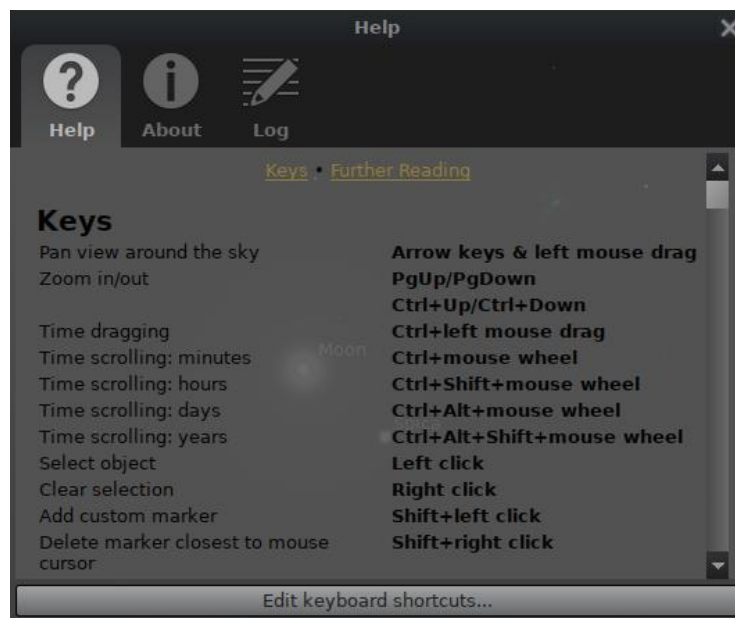 Help
Help About Log
Keys • Further Reading
Keys
Pan view around the sky Arrow keys & left mouse drag
Zoom in/out PgUp/PgDown
Ctrl+Up/Ctrl+Down
Time dragging Ctrl+left mouse drag
Moon
Time scrolling: minutes Ctrl+mouse wheel
Time scrolling: hours Ctrl+Shift+mouse wheel
Time scrolling: days Ctrl+Alt+mouse wheel
Time scrolling: years Ctrl+Alt+Shift+mouse wheel
Select object Left click
Clear selection Right click
Add custom marker Shift+left click
Delete marker closest to mouse Shift+right click
cursor
Edit keyboard shortcuts...